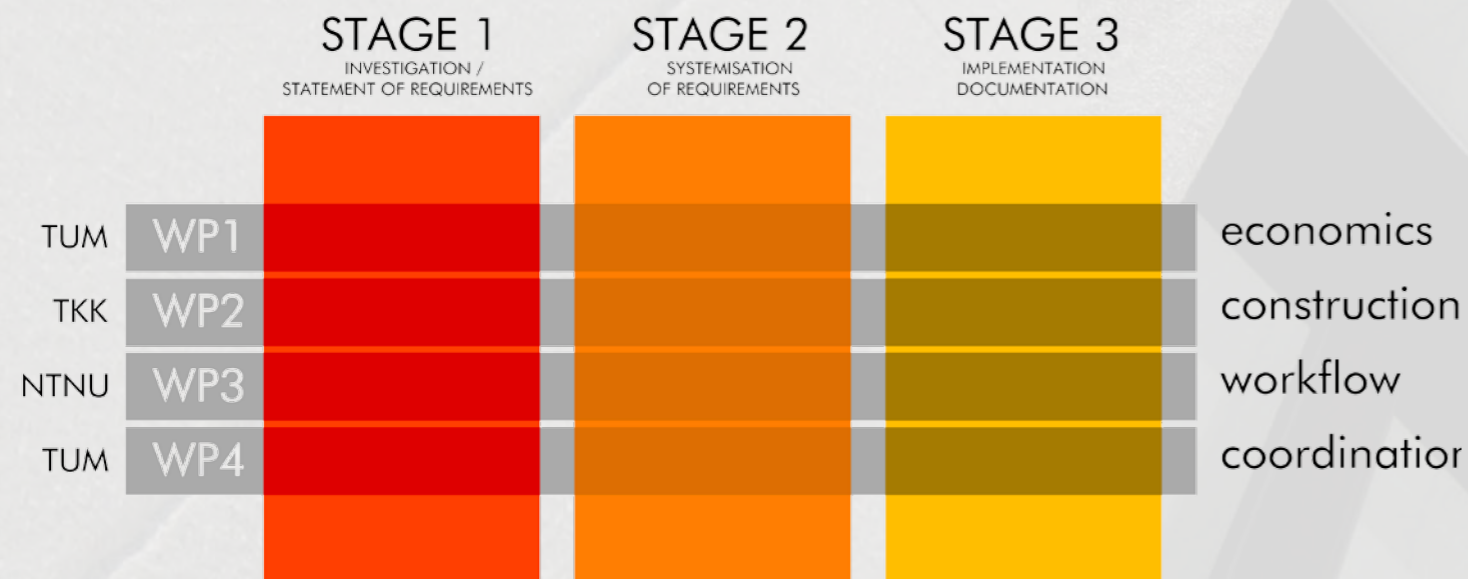 STAGE 1
INVESTIGATION /
STATEMENT OF REQUIREMENTS
STAGE 2
SYSTEMISATION
OF REQUIREMENTS
STAGE 3
IMPLEMENTATION
DOCUMENTATION
TUM WP1 economics
TKK WP2 construction
NTNU WP3 workflow
TUM WP4 coordination